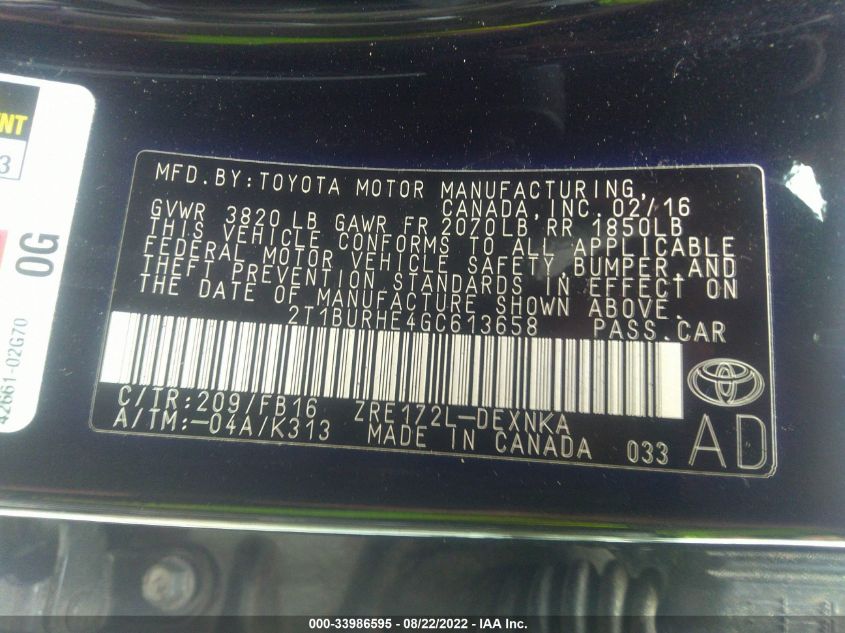 NT
3
0G
42661-02G70
MFD.BY:TOYOTA MOTOR MANUFACTURING,
CANADA,INC. 02/16
GVWR 3820 LB GAWR FR 2070LB RR 1850LB
THIS VEHICLE CONFORMS TO ALL APPLICABLE
FEDERAL MOTOR VEHICLE SAFETY,BUMPER,AND
THEFT PREVENTION STANDARDS IN EFFECT ON
THE DATE OF MANUFACTURE SHOWN ABOVE.
2T1BURHE4GC613658 PASS.CAR
C/TR:209/FB16 ZRE172L-DEXNKA
A/TM:-04A/K313 MADE IN CANADA 033 AD
000-33986595 - 08/22/2022 - IAA Inc.